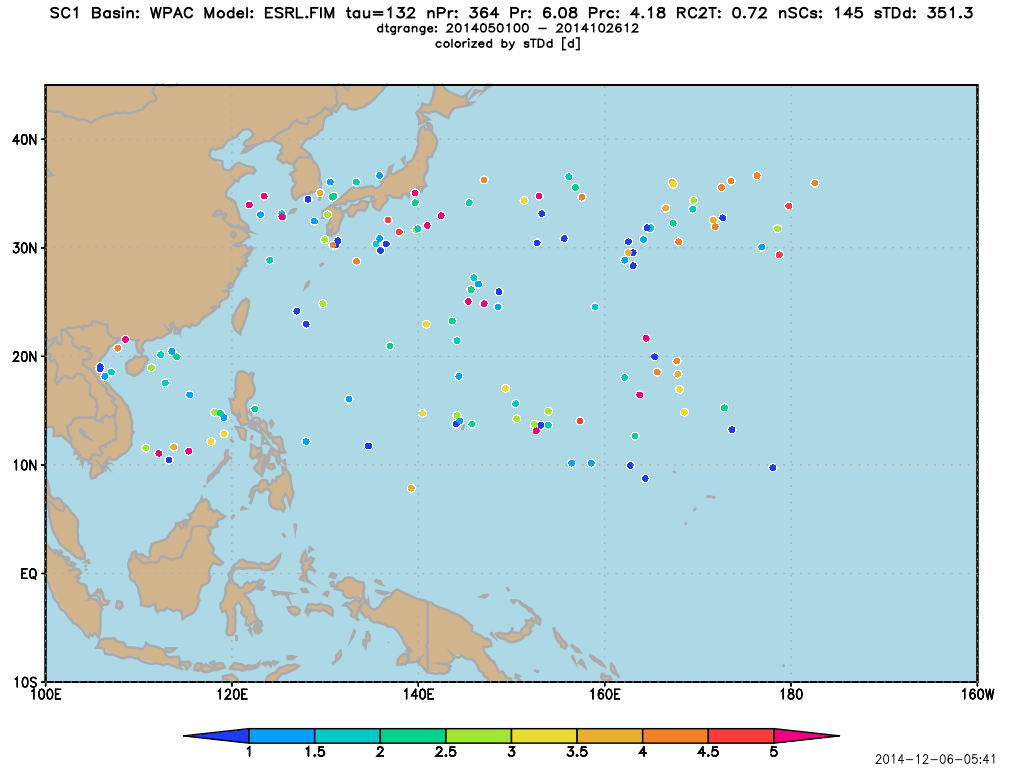 SC1 Basin: WPAC Model: ESRL.FIM tau=132 nPr: 364 Pr: 6.08 Prc: 4.18 RC2T: 0.72 nSCs: 145 sTDd: 351.3
dtgrange: 2014050100 - 2014102612
colorized by sTDd [d]
40N
30N
20N
10N
EQ
10S
100E 120E 140E 160E 180 160W
1 1.5 2 2.5 3 3.5 4 4.5 5
2014-12-06-05:41